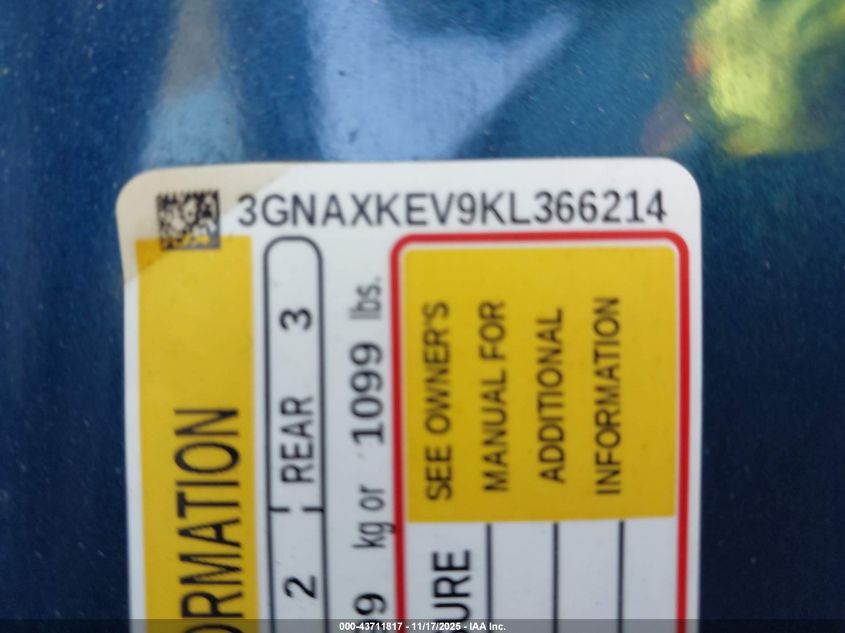 3GNAXKEV9KL366214
ORMATION
2 REAR 3
9 kg or 1099 lbs.
SEE OWNER'S
MANUAL FOR
ADDITIONAL
INFORMATION
URE
000-43711817 - 11/17/2025 - IAA Inc.